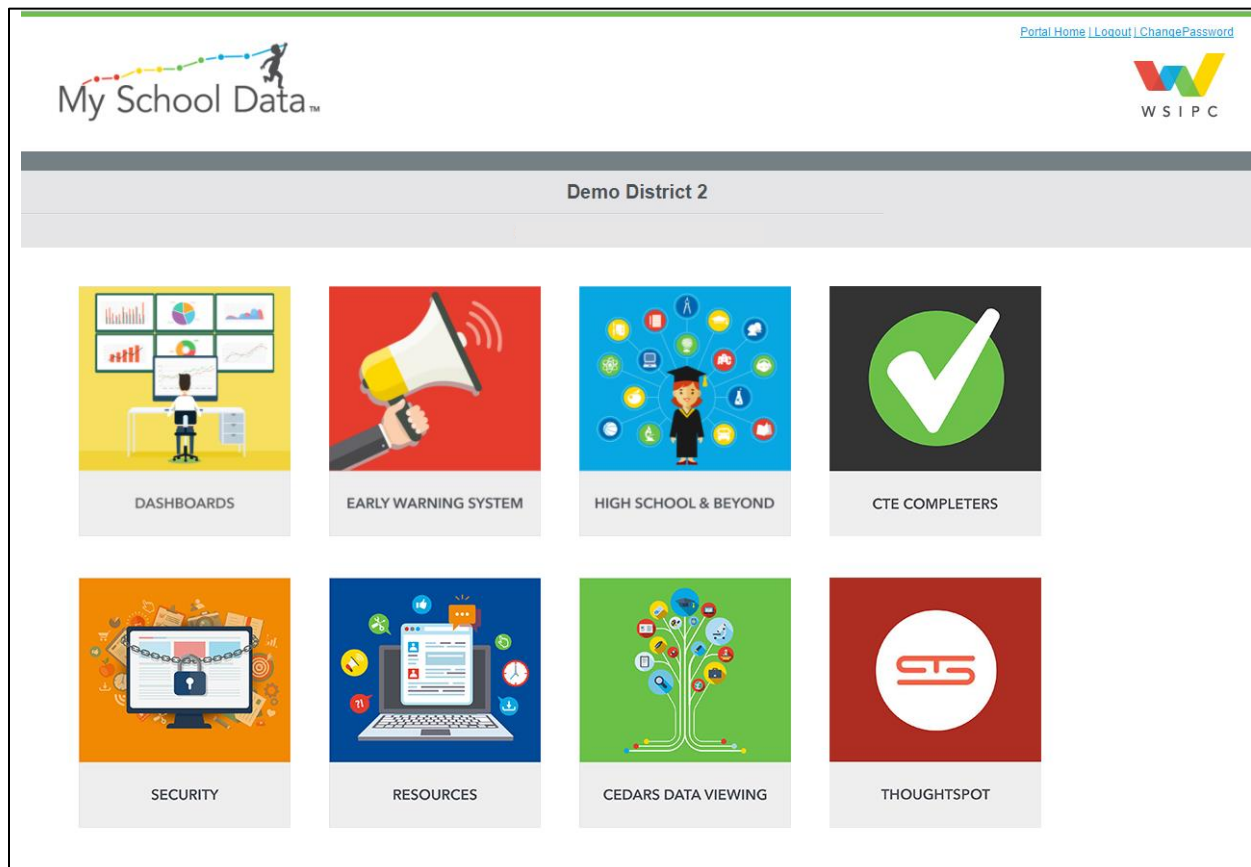 Portal Home | Logout | ChangePassword
My School Data™
WSIPC
Demo District 2
DASHBOARDS
EARLY WARNING SYSTEM
HIGH SCHOOL & BEYOND
CTE COMPLETERS
SECURITY
RESOURCES
CEDARS DATA VIEWING
THOUGHTSPOT